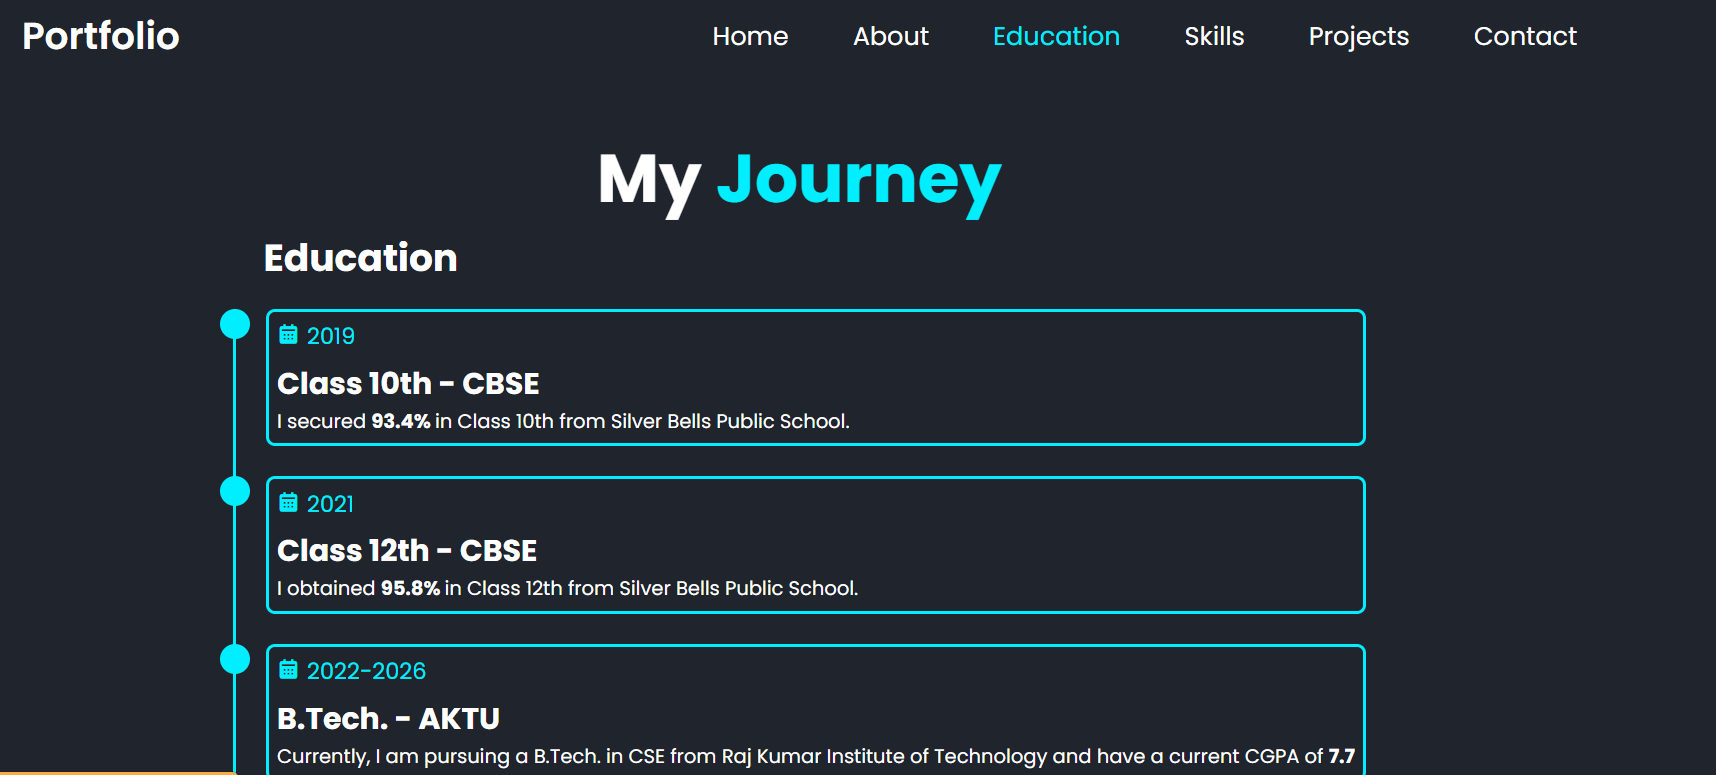 Portfolio
Home About Education Skills Projects Contact
My Journey
Education
2019
Class 10th - CBSE
I secured 93.4% in Class 10th from Silver Bells Public School.
2021
Class 12th - CBSE
I obtained 95.8% in Class 12th from Silver Bells Public School.
2022-2026
B.Tech. - AKTU
Currently, I am pursuing a B.Tech. in CSE from Raj Kumar Institute of Technology and have a current CGPA of 7.7